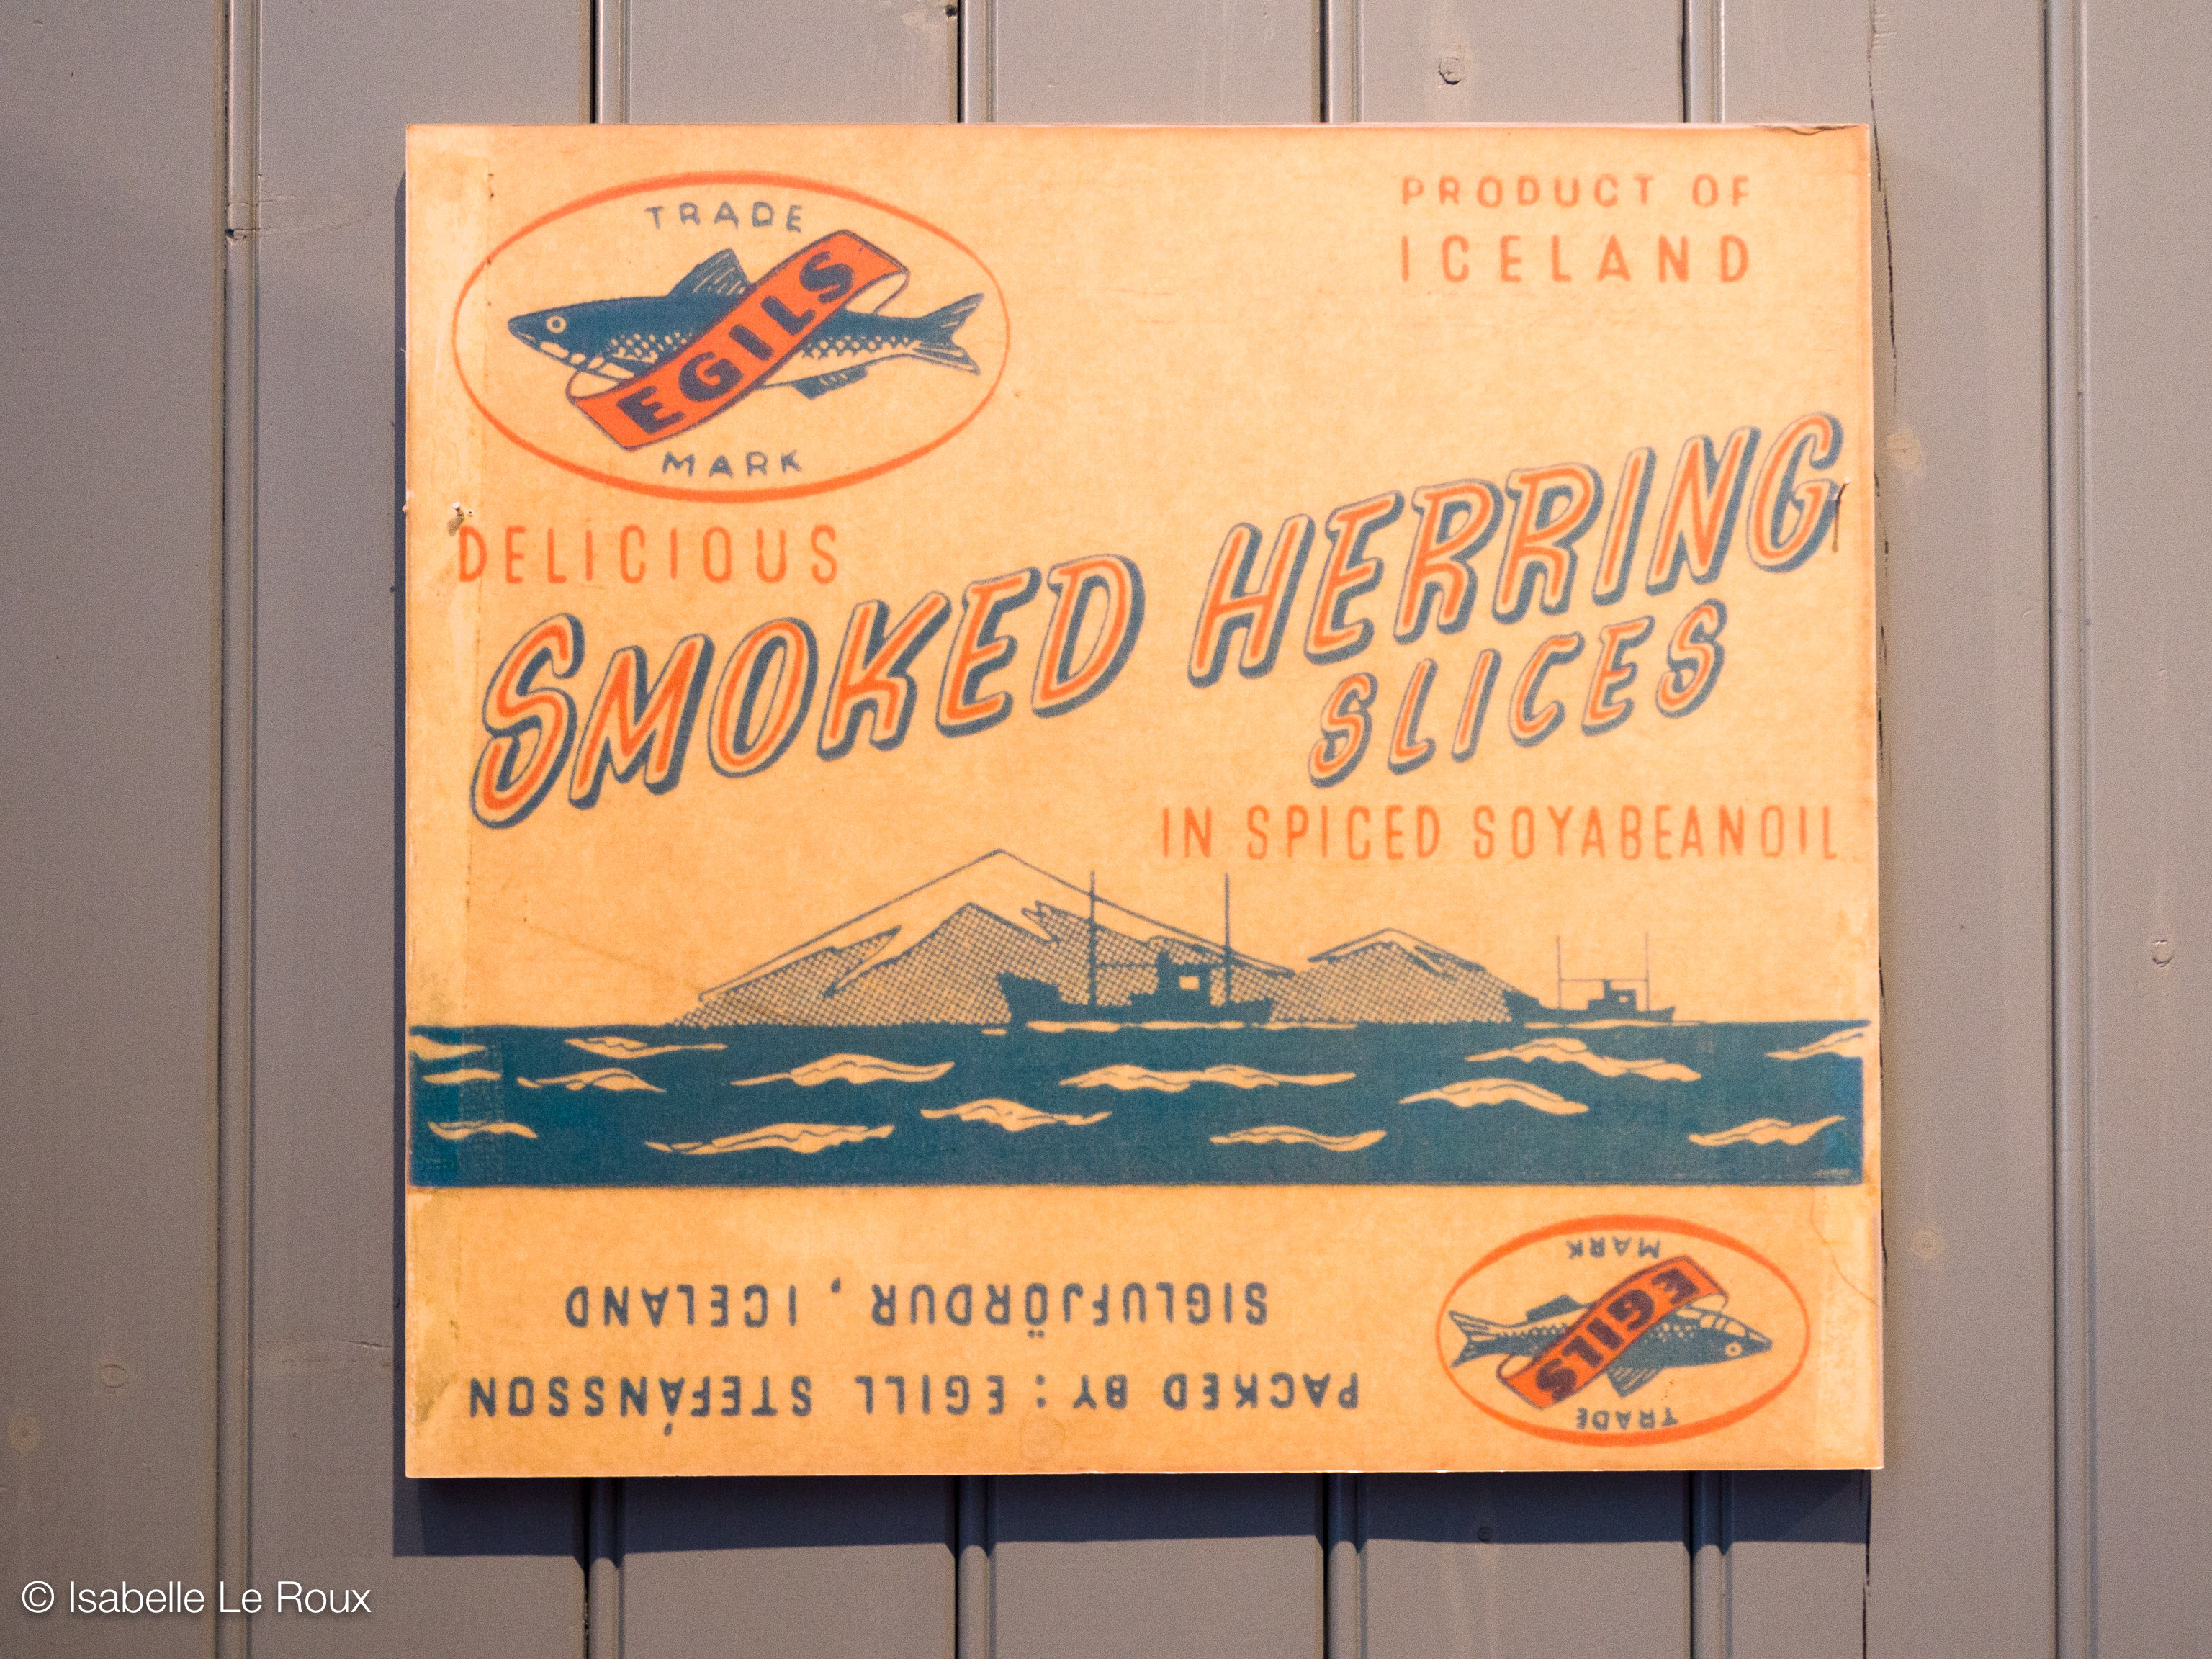 TRADE
EGILS
MARK
PRODUCT OF
ICELAND
DELICIOUS
SMOKED HERRING
SLICES
IN SPICED SOYABEANOIL
TRADE
EGILS
MARK
PACKED BY: EGILL STEFÁNSSON
SIGLUFJÖRDUR, ICELAND
© Isabelle Le Roux